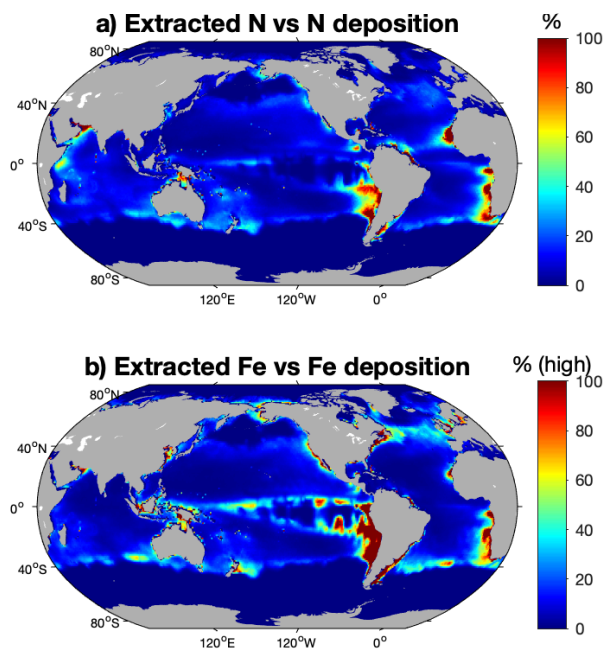 a) Extracted N vs N deposition
%
80°N
40°N
0°
40°S
80°S
120°E
120°W
0°
100
80
60
40
20
0
b) Extracted Fe vs Fe deposition
% (high)
80°N
40°N
0°
40°S
80°S
120°E
120°W
0°
100
80
60
40
20
0